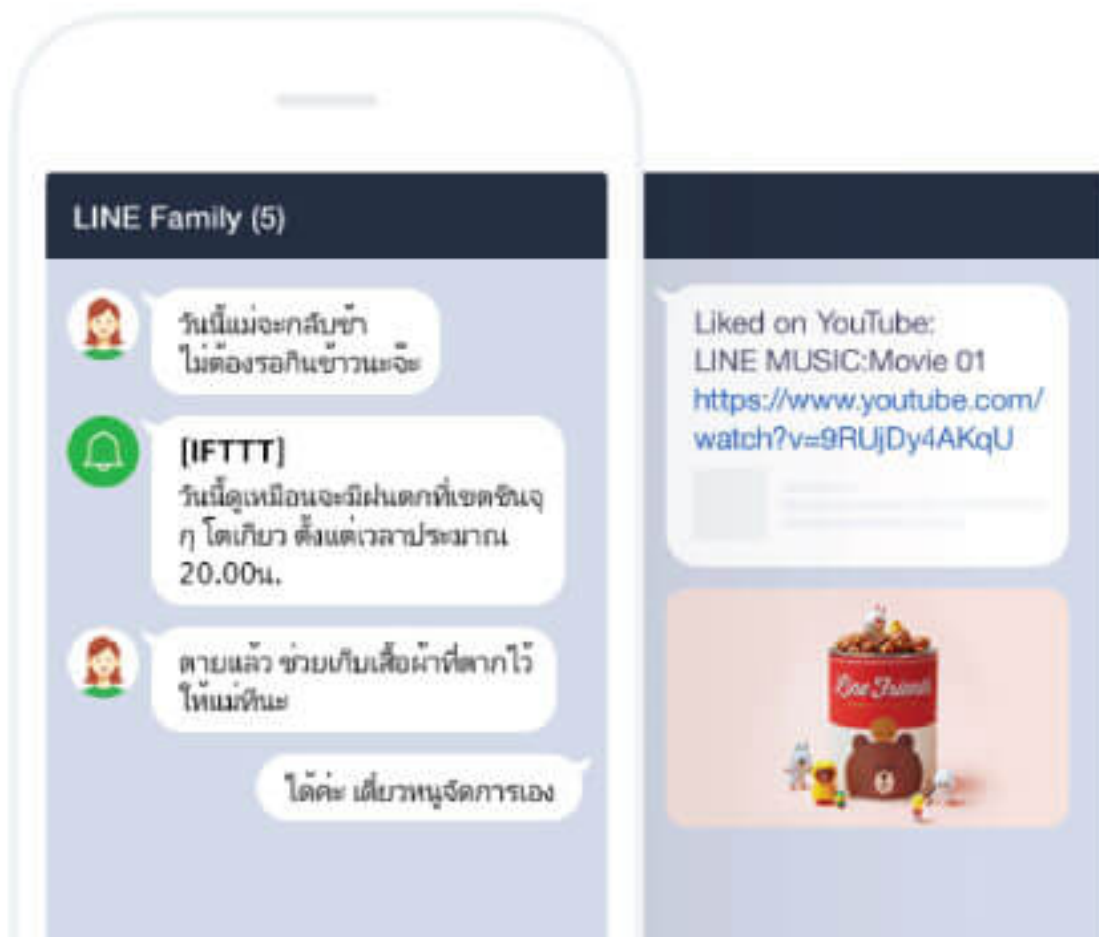 LINE Family (5)
วันนี้แม่จะกลับช้า
ไม่ต้องรอกินข้าวนะจ๊ะ
[IFTTT]
วันนี้ดูเหมือนจะมีฝนตกที่เขตชินจุ
กุ โตเกียว ตั้งแต่เวลาประมาณ
20.00น.
ตายแล้ว ช่วยเก็บเสื้อผ้าที่ตากไว้
ให้แม่ทีนะ
ได้ค่ะ เดี๋ยวหนูจัดการเอง
Liked on YouTube:
LINE MUSIC:Movie 01
https://www.youtube.com/
watch?v=9RUjDy4AKqU
Line Friends